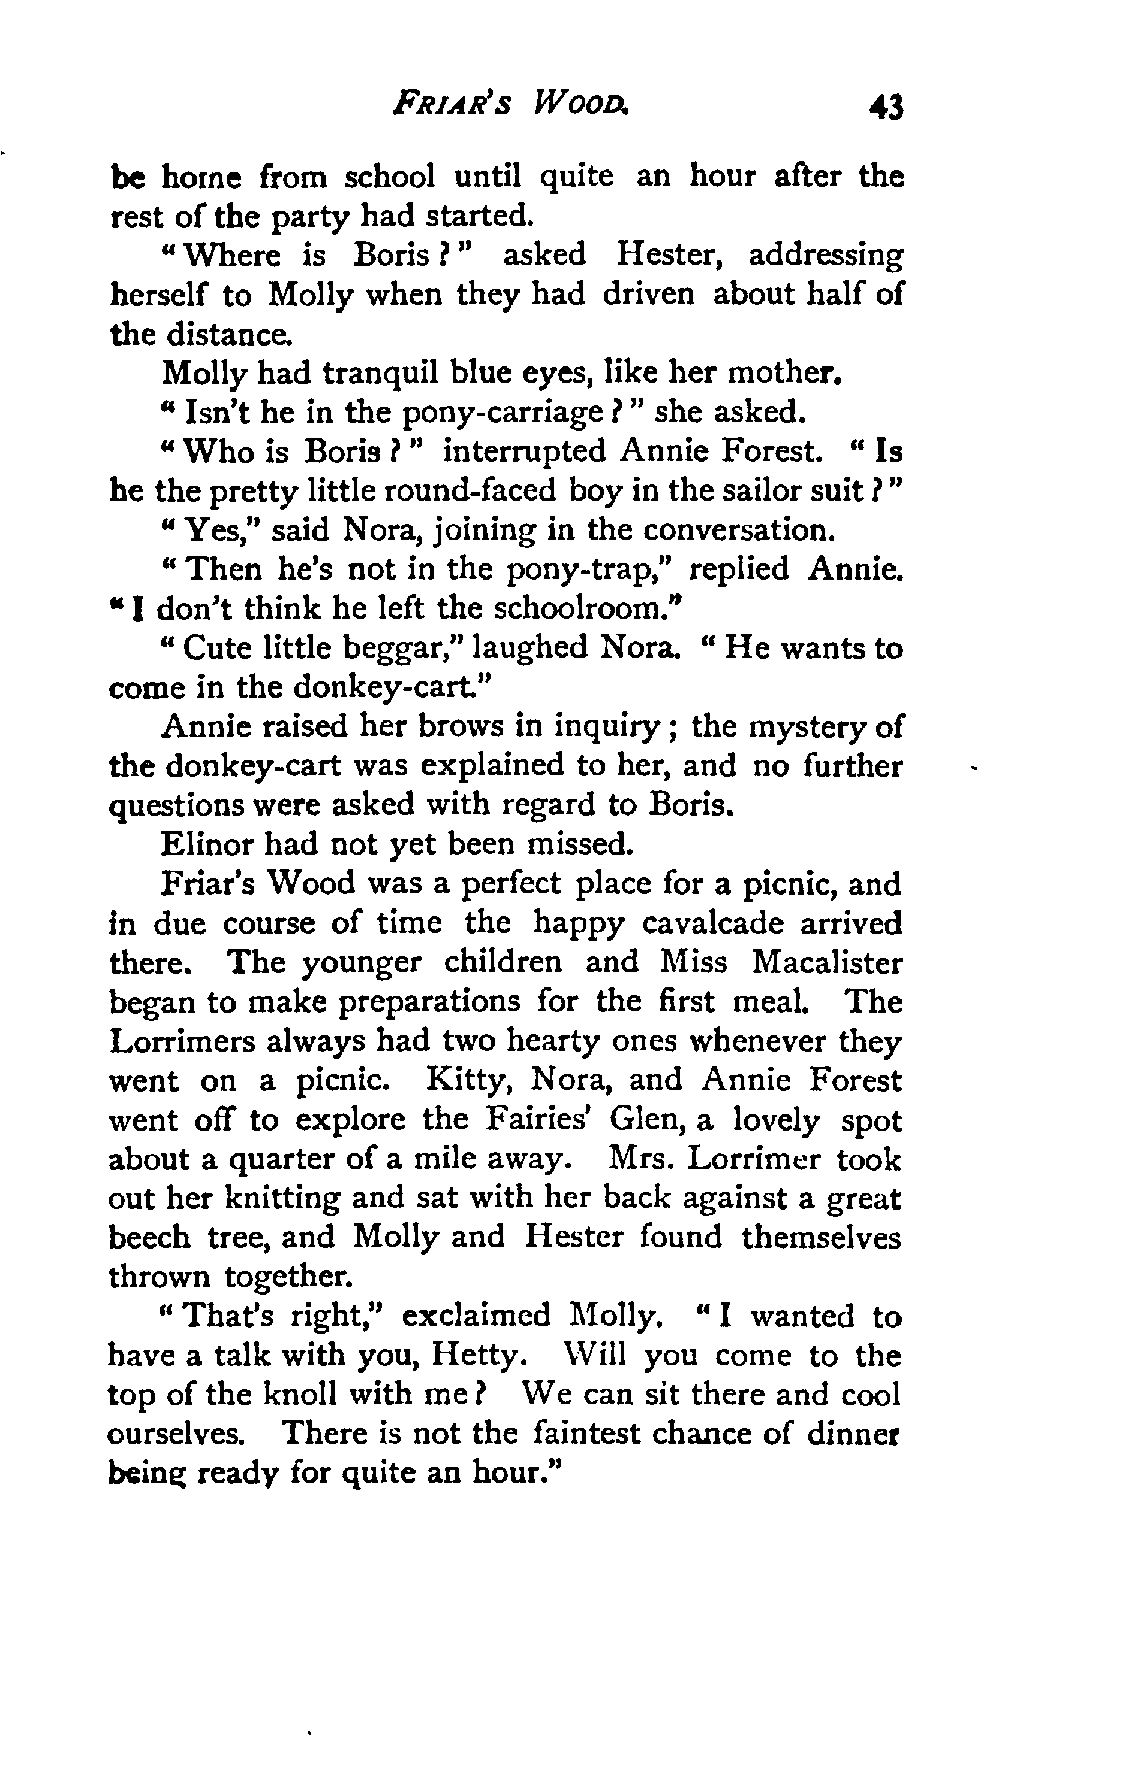 FRIAR'S WOOD. 43
be home from school until quite an hour after the
rest of the party had started.
"Where is Boris?" asked Hester, addressing
herself to Molly when they had driven about half of
the distance.
Molly had tranquil blue eyes, like her mother.
"Isn't he in the pony-carriage?" she asked.
"Who is Boris?" interrupted Annie Forest. "Is
he the pretty little round-faced boy in the sailor suit?"
"Yes," said Nora, joining in the conversation.
"Then he's not in the pony-trap," replied Annie.
"I don't think he left the schoolroom."
"Cute little beggar," laughed Nora. "He wants to
come in the donkey-cart."
Annie raised her brows in inquiry; the mystery of
the donkey-cart was explained to her, and no further
questions were asked with regard to Boris.
Elinor had not yet been missed.
Friar's Wood was a perfect place for a picnic, and
in due course of time the happy cavalcade arrived
there. The younger children and Miss Macalister
began to make preparations for the first meal. The
Lorrimers always had two hearty ones whenever they
went on a picnic. Kitty, Nora, and Annie Forest
went off to explore the Fairies' Glen, a lovely spot
about a quarter of a mile away. Mrs. Lorrimer took
out her knitting and sat with her back against a great
beech tree, and Molly and Hester found themselves
thrown together.
"That's right," exclaimed Molly. "I wanted to
have a talk with you, Hetty. Will you come to the
top of the knoll with me? We can sit there and cool
ourselves. There is not the faintest chance of dinner
being ready for quite an hour."